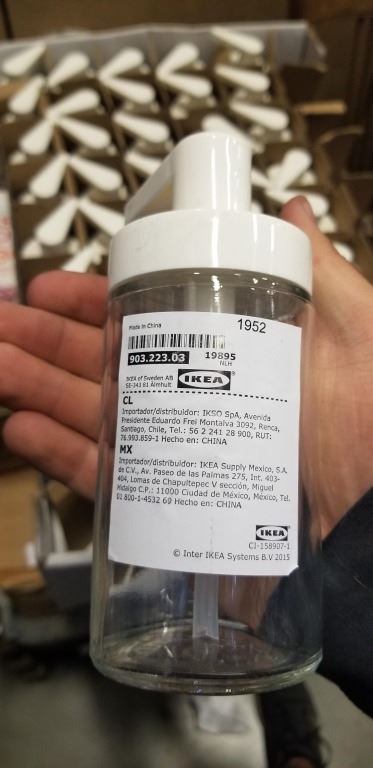 Made in China
1952
903.223.03 19895
NLH
IKEA of Sweden AB
SE-343 81 Älmhult
IKEA®
CL
Importador/distribuidor: IKSO SpA, Avenida
Presidente Eduardo Frei Montalva 3092, Renca,
Santiago, Chile, Tel.: 56 2 241 28 900, RUT:
76.993.859-1 Hecho en: CHINA
MX
Importador/distribuidor: IKEA Supply Mexico, S.A.
de C.V., Av. Paseo de las Palmas 275, Int. 403-
404, Lomas de Chapultepec V sección, Miguel
Hidalgo C.P.: 11000 Ciudad de México, México, Tel.
01 800-1-4532 69 Hecho en: CHINA
IKEA®
CI-158907-1
© Inter IKEA Systems B.V 2015